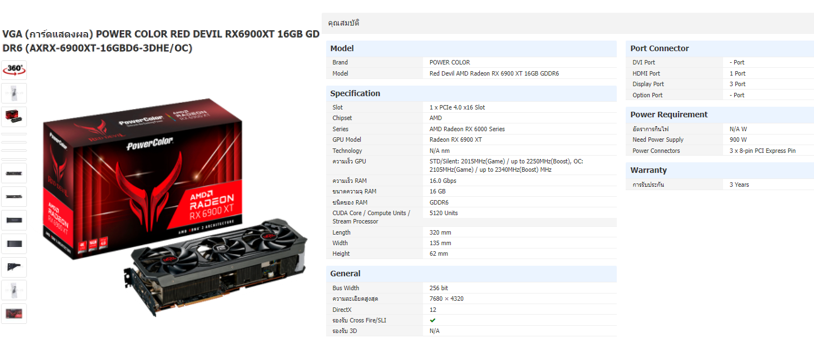 VGA (การ์ดแสดงผล) POWER COLOR RED DEVIL RX6900XT 16GB GD
DR6 (AXRX-6900XT-16GBD6-3DHE/OC)
360°
PowerColor
PowerColor
AMD
RADEON
RX 6900 XT
AMD RDNA 2 ARCHITECTURE
คุณสมบัติ
Model
Brand POWER COLOR
Model Red Devil AMD Radeon RX 6900 XT 16GB GDDR6
Specification
Slot 1 x PCIe 4.0 x16 Slot
Chipset AMD
Series AMD Radeon RX 6000 Series
GPU Model Radeon RX 6900 XT
Technology N/A nm
ความเร็ว GPU STD/Silent: 2015MHz(Game) / up to 2250MHz(Boost), OC:
2105MHz(Game) / up to 2340MHz(Boost) MHz
ความเร็ว RAM 16.0 Gbps
ขนาดความจุ RAM 16 GB
ชนิดของ RAM GDDR6
CUDA Core / Compute Units / 5120 Units
Stream Processor
Length 320 mm
Width 135 mm
Height 62 mm
General
Bus Width 256 bit
ความละเอียดสูงสุด 7680 × 4320
DirectX 12
รองรับ Cross Fire/SLI ✔
รองรับ 3D N/A
Port Connector
DVI Port - Port
HDMI Port 1 Port
Display Port 3 Port
Option Port - Port
Power Requirement
อัตราการกินไฟ N/A W
Need Power Supply 900 W
Power Connectors 3 x 8-pin PCI Express Pin
Warranty
การรับประกัน 3 Years